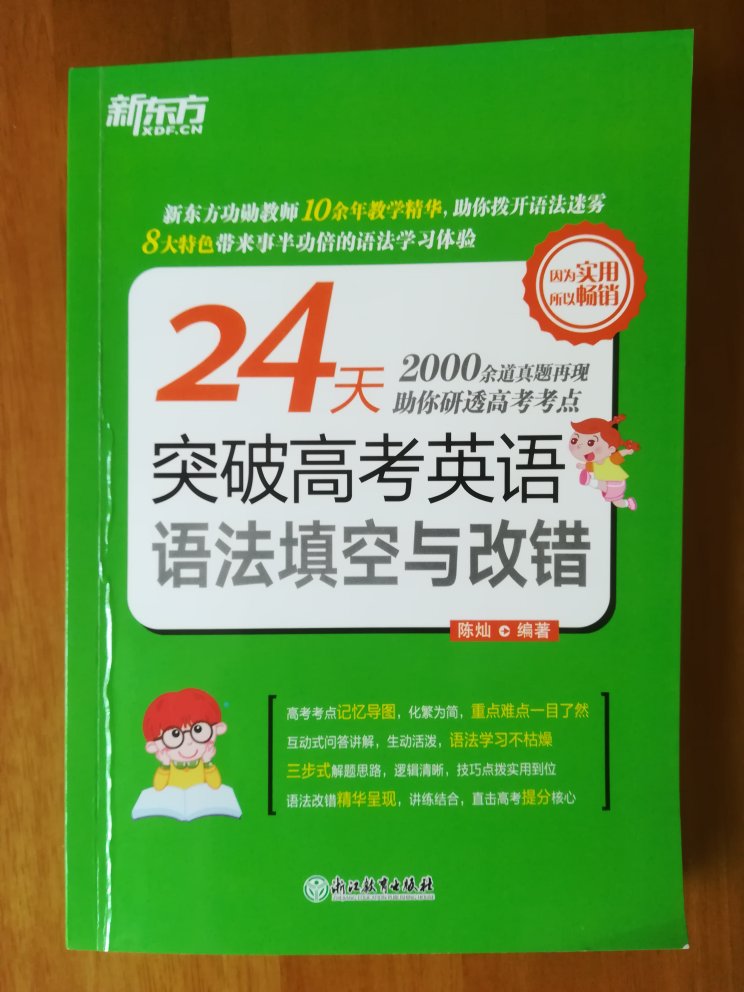 新东方
XDF.CN
新东方功勋教师10余年教学精华，助你拨开语法迷雾
8大特色带来事半功倍的语法学习体验
因为实用
所以畅销
24天
2000余道真题再现
助你研透高考考点
突破高考英语
语法填空与改错
陈灿 编著
高考考点记忆导图，化繁为简，重点难点一目了然
互动式问答讲解，生动活泼，语法学习不枯燥
三步式解题思路，逻辑清晰，技巧点拨实用到位
语法改错精华呈现，讲练结合，直击高考提分核心
浙江教育出版社
ZHEJIANG EDUCATION PUBLISHING HOUSE